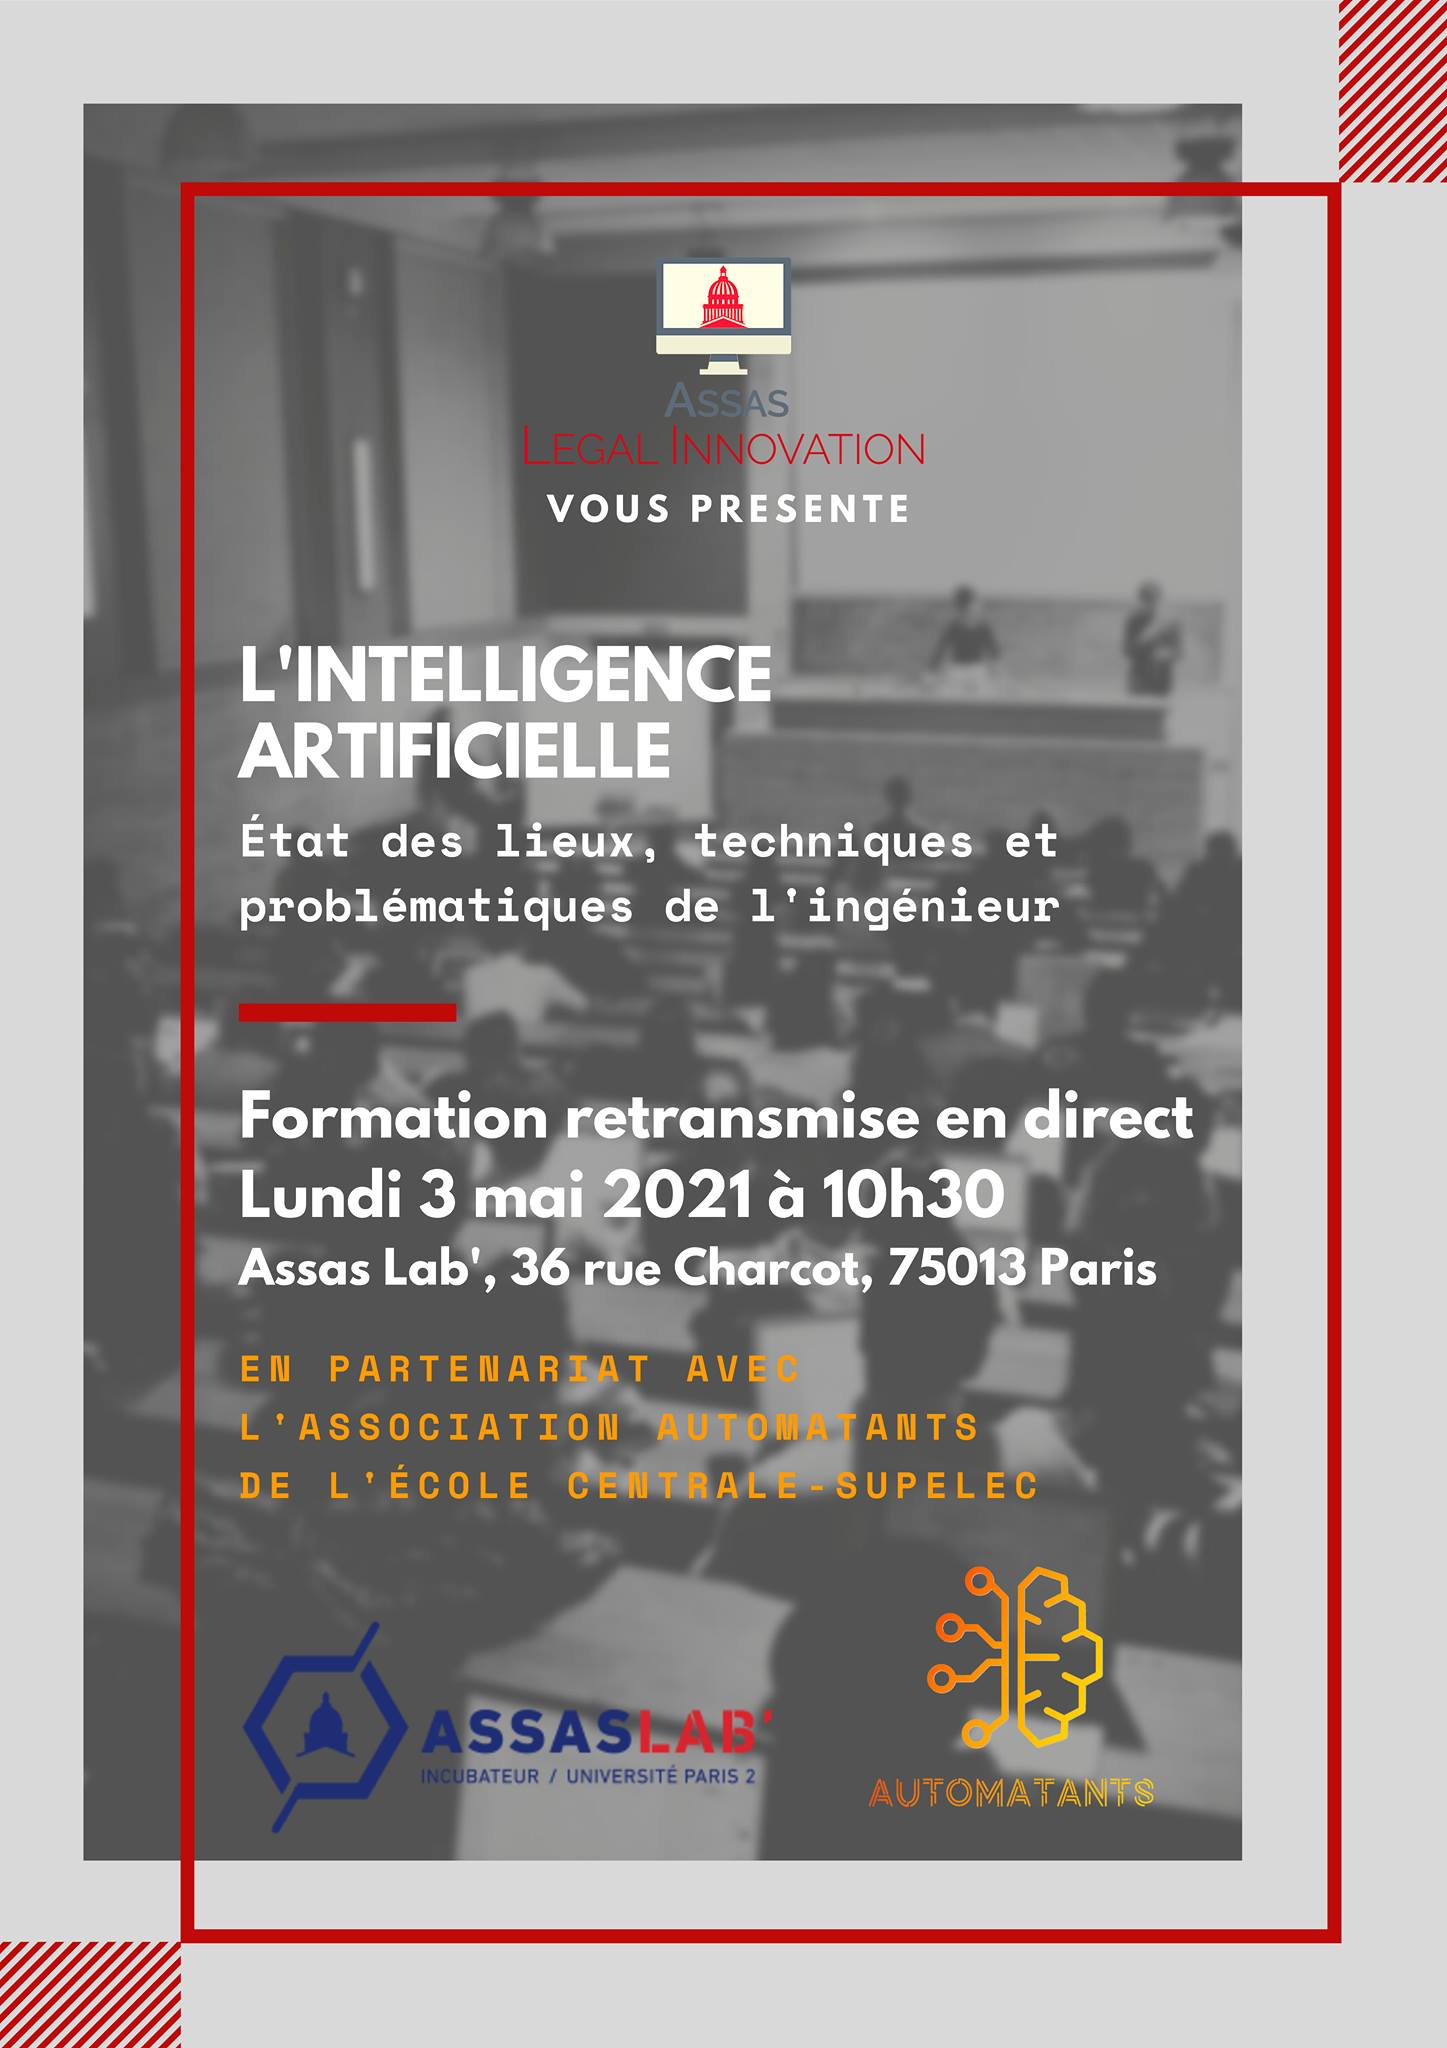 ASSAS
LEGAL INNOVATION
VOUS PRESENTE
L'INTELLIGENCE
ARTIFICIELLE
État des lieux, techniques et
problématiques de l'ingénieur
Formation retransmise en direct
Lundi 3 mai 2021 à 10h30
Assas Lab', 36 rue Charcot, 75013 Paris
EN PARTENARIAT AVEC
L'ASSOCIATION AUTOMATANTS
DE L'ÉCOLE CENTRALE-SUPELEC
ASSASLAB'
INCUBATEUR / UNIVERSITÉ PARIS 2
AUTOMATANTS